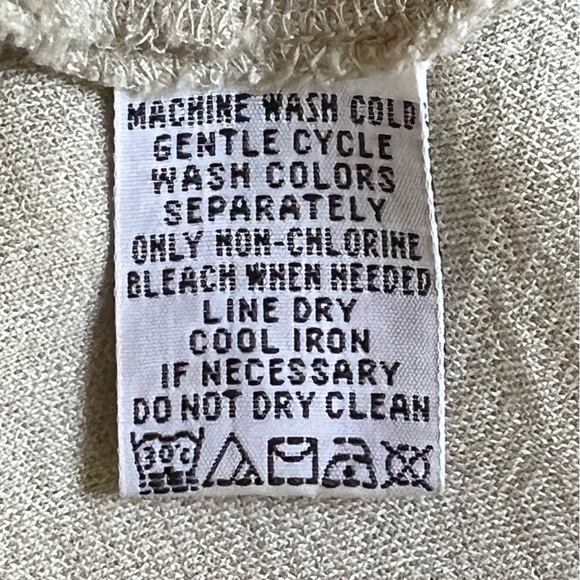 MACHINE WASH COLD
GENTLE CYCLE
WASH COLORS
SEPARATELY
ONLY NON-CHLORINE
BLEACH WHEN NEEDED
LINE DRY
COOL IRON
IF NECESSARY
DO NOT DRY CLEAN
30C